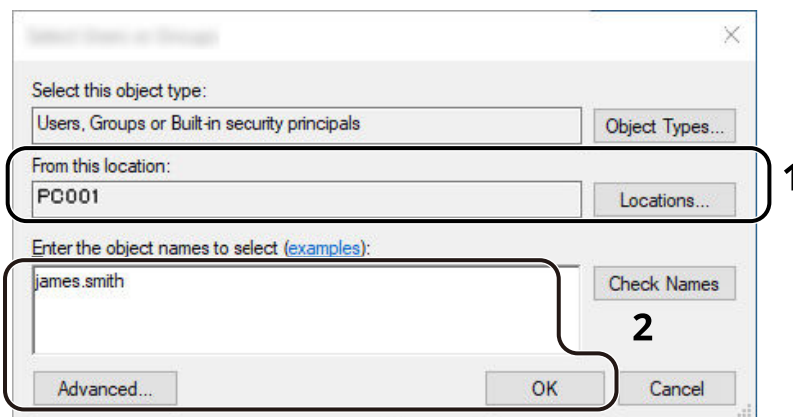 Select this object type:
Users, Groups or Built-in security principals
Object Types...
From this location:
PC001
Locations...
1
Enter the object names to select (examples):
james.smith
Check Names
2
Advanced...
OK
Cancel